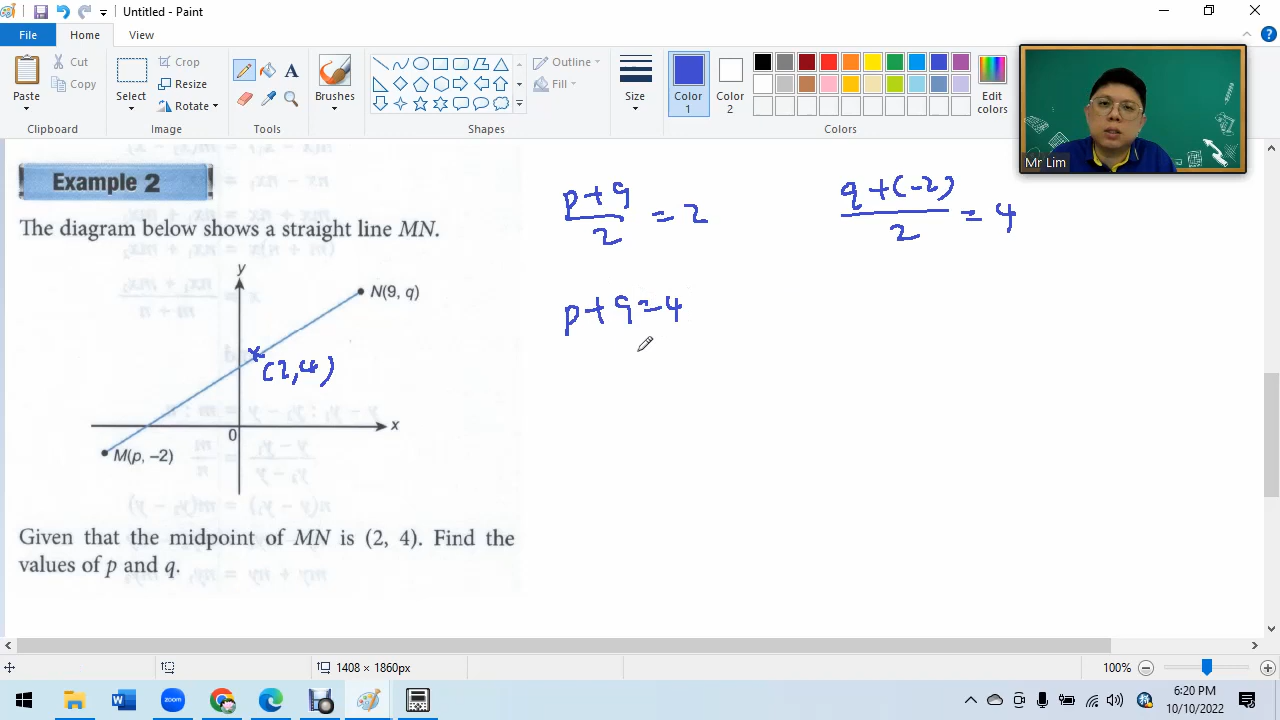 Untitled - Paint
File Home View
Paste
Cut
Copy
Clipboard
Select
Crop
Resize
Rotate
Image
A
Tools
Brushes
Shapes
Outline
Fill
Size
Color 1
Color 2
Edit colors
Colors
Mr Lim
Example 2
The diagram below shows a straight line MN.
y
N(9, q)
(2,4)
x
0
M(p, –2)
Given that the midpoint of MN is (2, 4). Find the
values of p and q.
p+9
2
=2
q+(-2)
2
=4
p+9=4
1408 × 1860px
100%
W
zoom
6:20 PM
10/10/2022